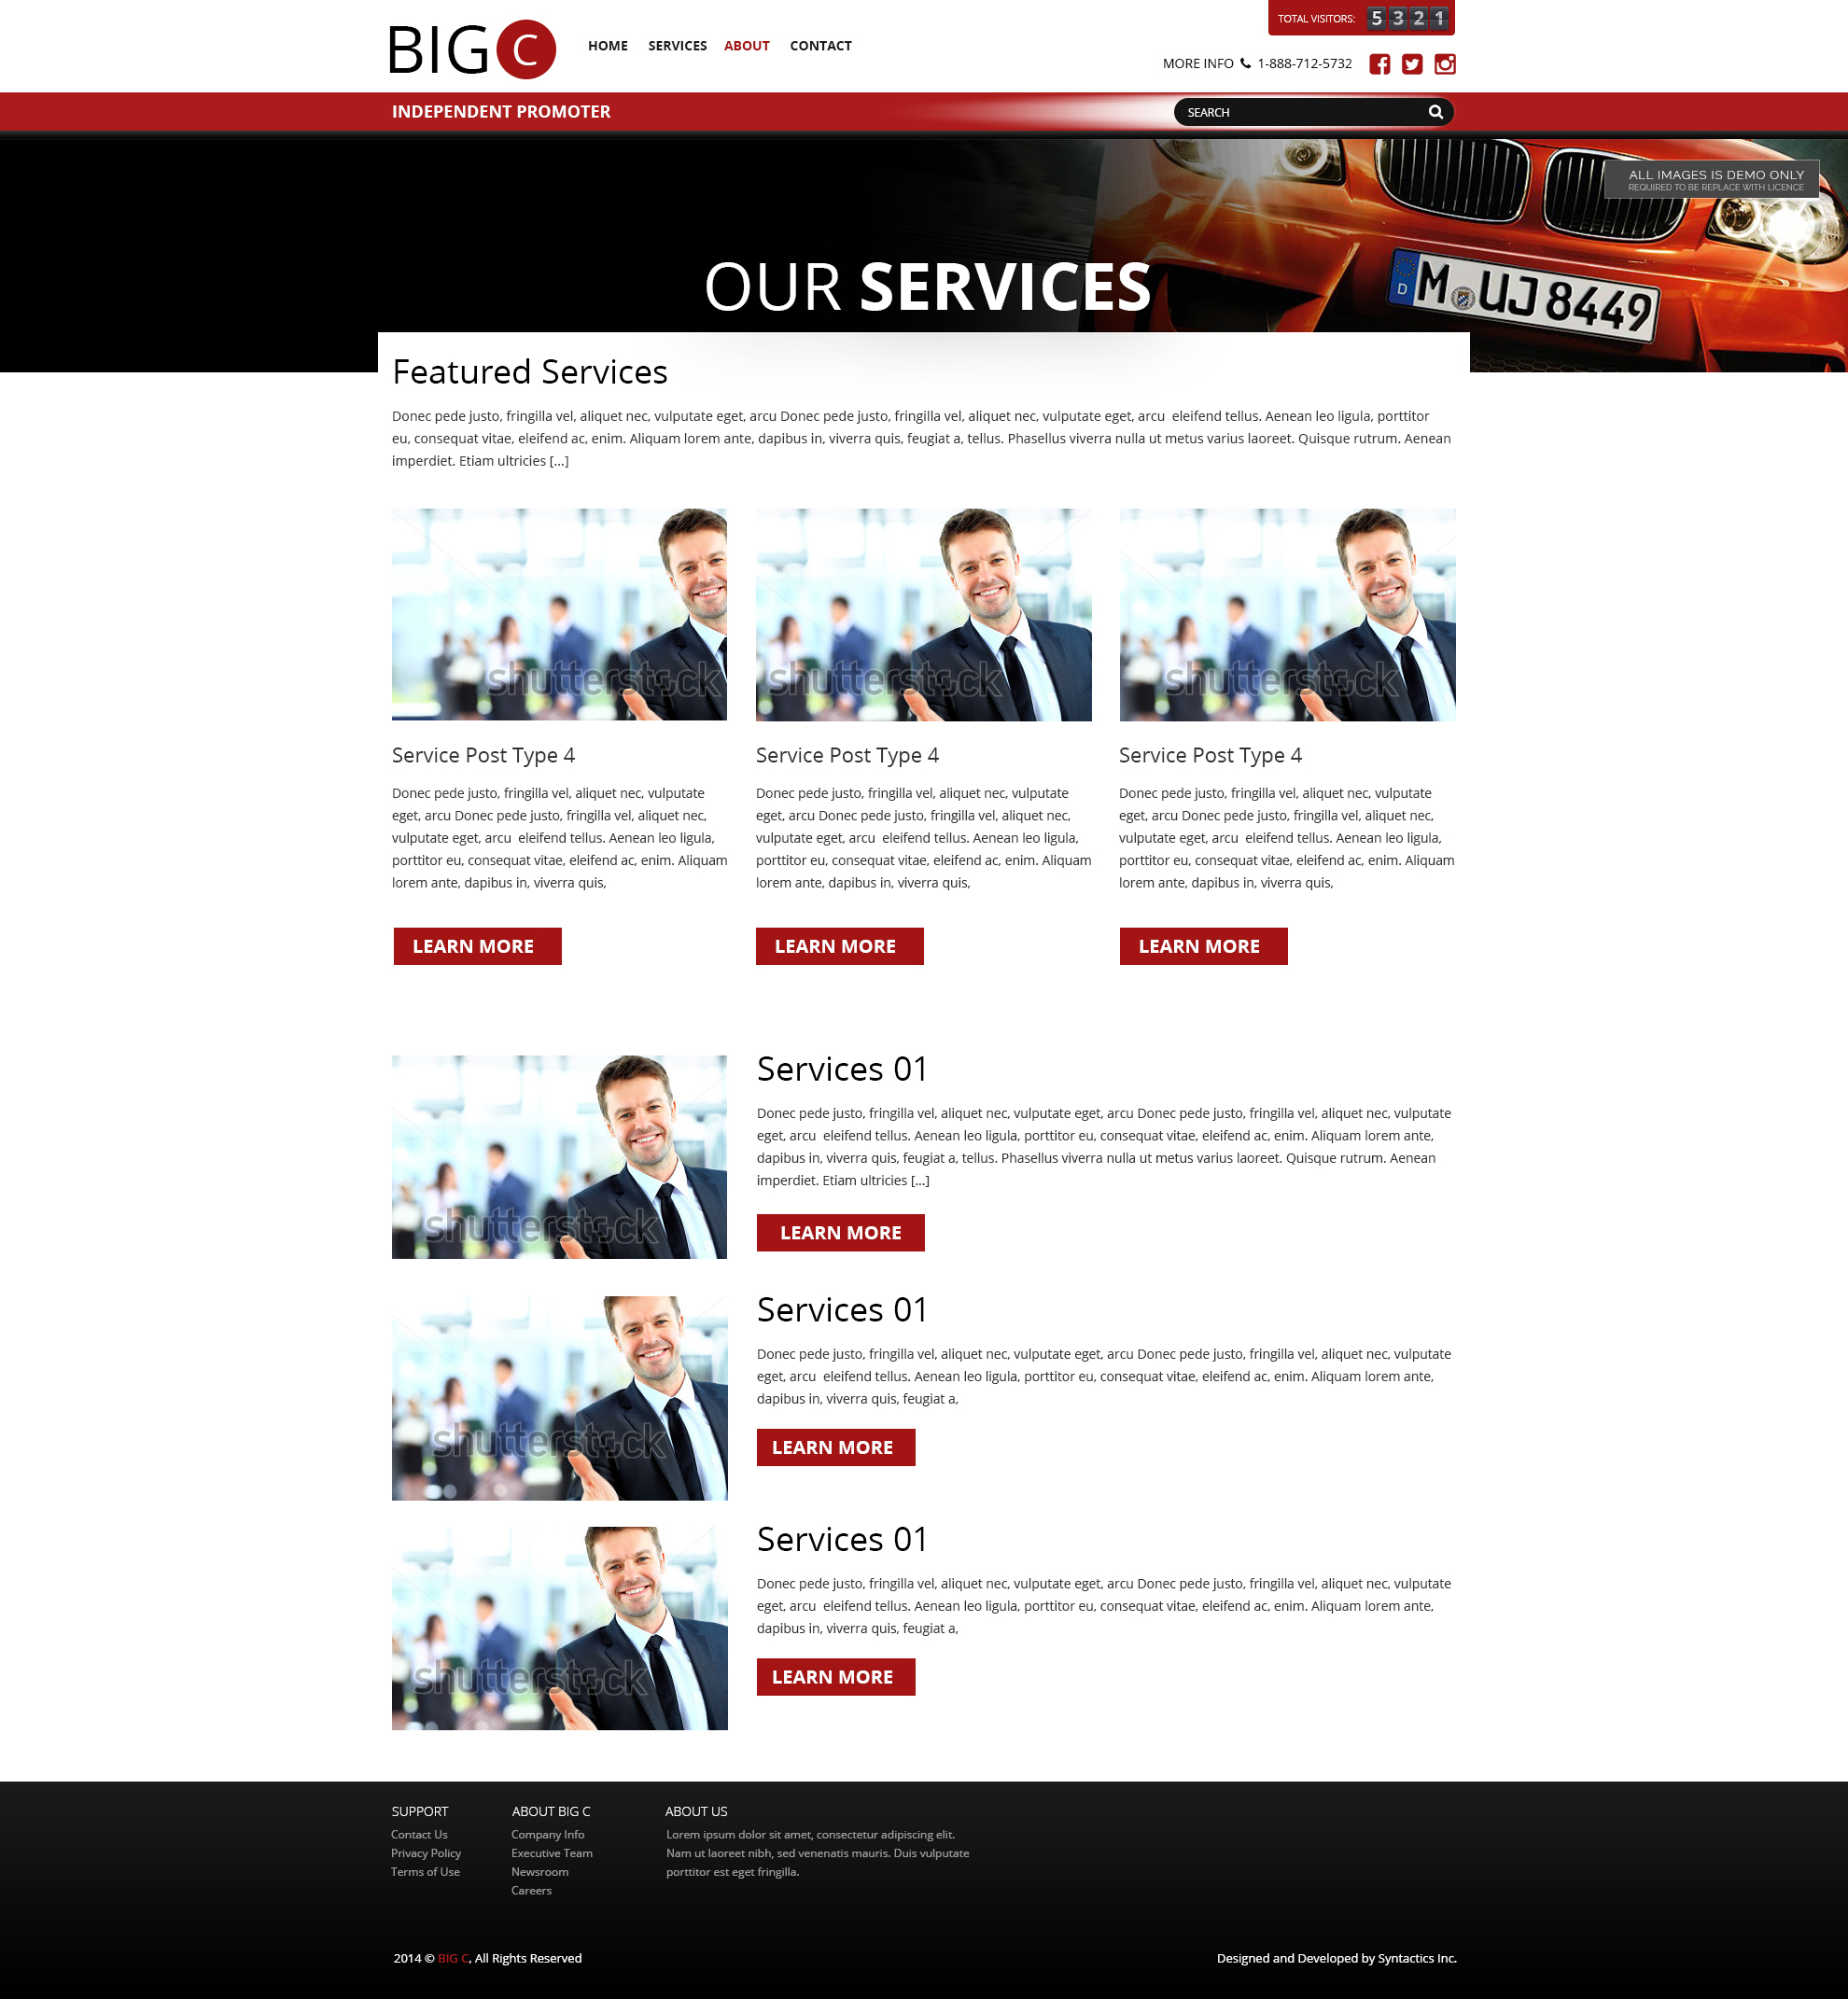 BIG C
HOME SERVICES ABOUT CONTACT
TOTAL VISITORS: 5 3 2 1
MORE INFO 1-888-712-5732
INDEPENDENT PROMOTER
SEARCH
ALL IMAGES IS DEMO ONLY
REQUIRED TO BE REPLACE WITH LICENCE
D M UJ 8449
OUR SERVICES
Featured Services
Donec pede justo, fringilla vel, aliquet nec, vulputate eget, arcu Donec pede justo, fringilla vel, aliquet nec, vulputate eget, arcu  eleifend tellus. Aenean leo ligula, porttitor
eu, consequat vitae, eleifend ac, enim. Aliquam lorem ante, dapibus in, viverra quis, feugiat a, tellus. Phasellus viverra nulla ut metus varius laoreet. Quisque rutrum. Aenean
imperdiet. Etiam ultricies [...]
shutterstock
shutterstock
shutterstock
Service Post Type 4
Donec pede justo, fringilla vel, aliquet nec, vulputate
eget, arcu Donec pede justo, fringilla vel, aliquet nec,
vulputate eget, arcu  eleifend tellus. Aenean leo ligula,
porttitor eu, consequat vitae, eleifend ac, enim. Aliquam
lorem ante, dapibus in, viverra quis,
LEARN MORE
Service Post Type 4
Donec pede justo, fringilla vel, aliquet nec, vulputate
eget, arcu Donec pede justo, fringilla vel, aliquet nec,
vulputate eget, arcu  eleifend tellus. Aenean leo ligula,
porttitor eu, consequat vitae, eleifend ac, enim. Aliquam
lorem ante, dapibus in, viverra quis,
LEARN MORE
Service Post Type 4
Donec pede justo, fringilla vel, aliquet nec, vulputate
eget, arcu Donec pede justo, fringilla vel, aliquet nec,
vulputate eget, arcu  eleifend tellus. Aenean leo ligula,
porttitor eu, consequat vitae, eleifend ac, enim. Aliquam
lorem ante, dapibus in, viverra quis,
LEARN MORE
shutterstock
Services 01
Donec pede justo, fringilla vel, aliquet nec, vulputate eget, arcu Donec pede justo, fringilla vel, aliquet nec, vulputate
eget, arcu  eleifend tellus. Aenean leo ligula, porttitor eu, consequat vitae, eleifend ac, enim. Aliquam lorem ante,
dapibus in, viverra quis, feugiat a, tellus. Phasellus viverra nulla ut metus varius laoreet. Quisque rutrum. Aenean
imperdiet. Etiam ultricies [...]
LEARN MORE
shutterstock
Services 01
Donec pede justo, fringilla vel, aliquet nec, vulputate eget, arcu Donec pede justo, fringilla vel, aliquet nec, vulputate
eget, arcu  eleifend tellus. Aenean leo ligula, porttitor eu, consequat vitae, eleifend ac, enim. Aliquam lorem ante,
dapibus in, viverra quis, feugiat a,
LEARN MORE
shutterstock
Services 01
Donec pede justo, fringilla vel, aliquet nec, vulputate eget, arcu Donec pede justo, fringilla vel, aliquet nec, vulputate
eget, arcu  eleifend tellus. Aenean leo ligula, porttitor eu, consequat vitae, eleifend ac, enim. Aliquam lorem ante,
dapibus in, viverra quis, feugiat a,
LEARN MORE
SUPPORT
Contact Us
Privacy Policy
Terms of Use
ABOUT BIG C
Company Info
Executive Team
Newsroom
Careers
ABOUT US
Lorem ipsum dolor sit amet, consectetur adipiscing elit.
Nam ut laoreet nibh, sed venenatis mauris. Duis vulputate
porttitor est eget fringilla.
2014 © BIG C, All Rights Reserved
Designed and Developed by Syntactics Inc.